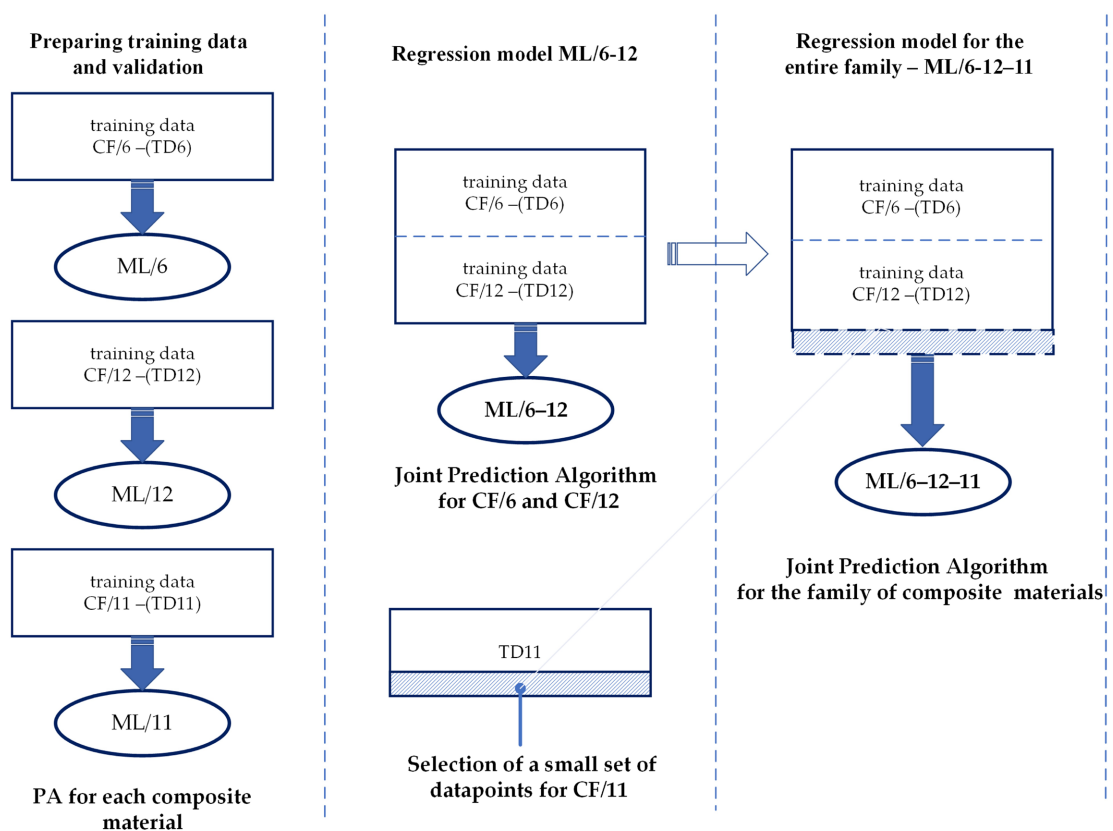 Preparing training data
and validation
training data
CF/6 –(TD6)
ML/6
training data
CF/12 –(TD12)
ML/12
training data
CF/11 –(TD11)
ML/11
PA for each composite
material
Regression model ML/6-12
training data
CF/6 –(TD6)
training data
CF/12 –(TD12)
ML/6–12
Joint Prediction Algorithm
for CF/6 and CF/12
TD11
Selection of a small set of
datapoints for CF/11
Regression model for the
entire family – ML/6-12–11
training data
CF/6 –(TD6)
training data
CF/12 –(TD12)
ML/6–12–11
Joint Prediction Algorithm
for the family of composite materials